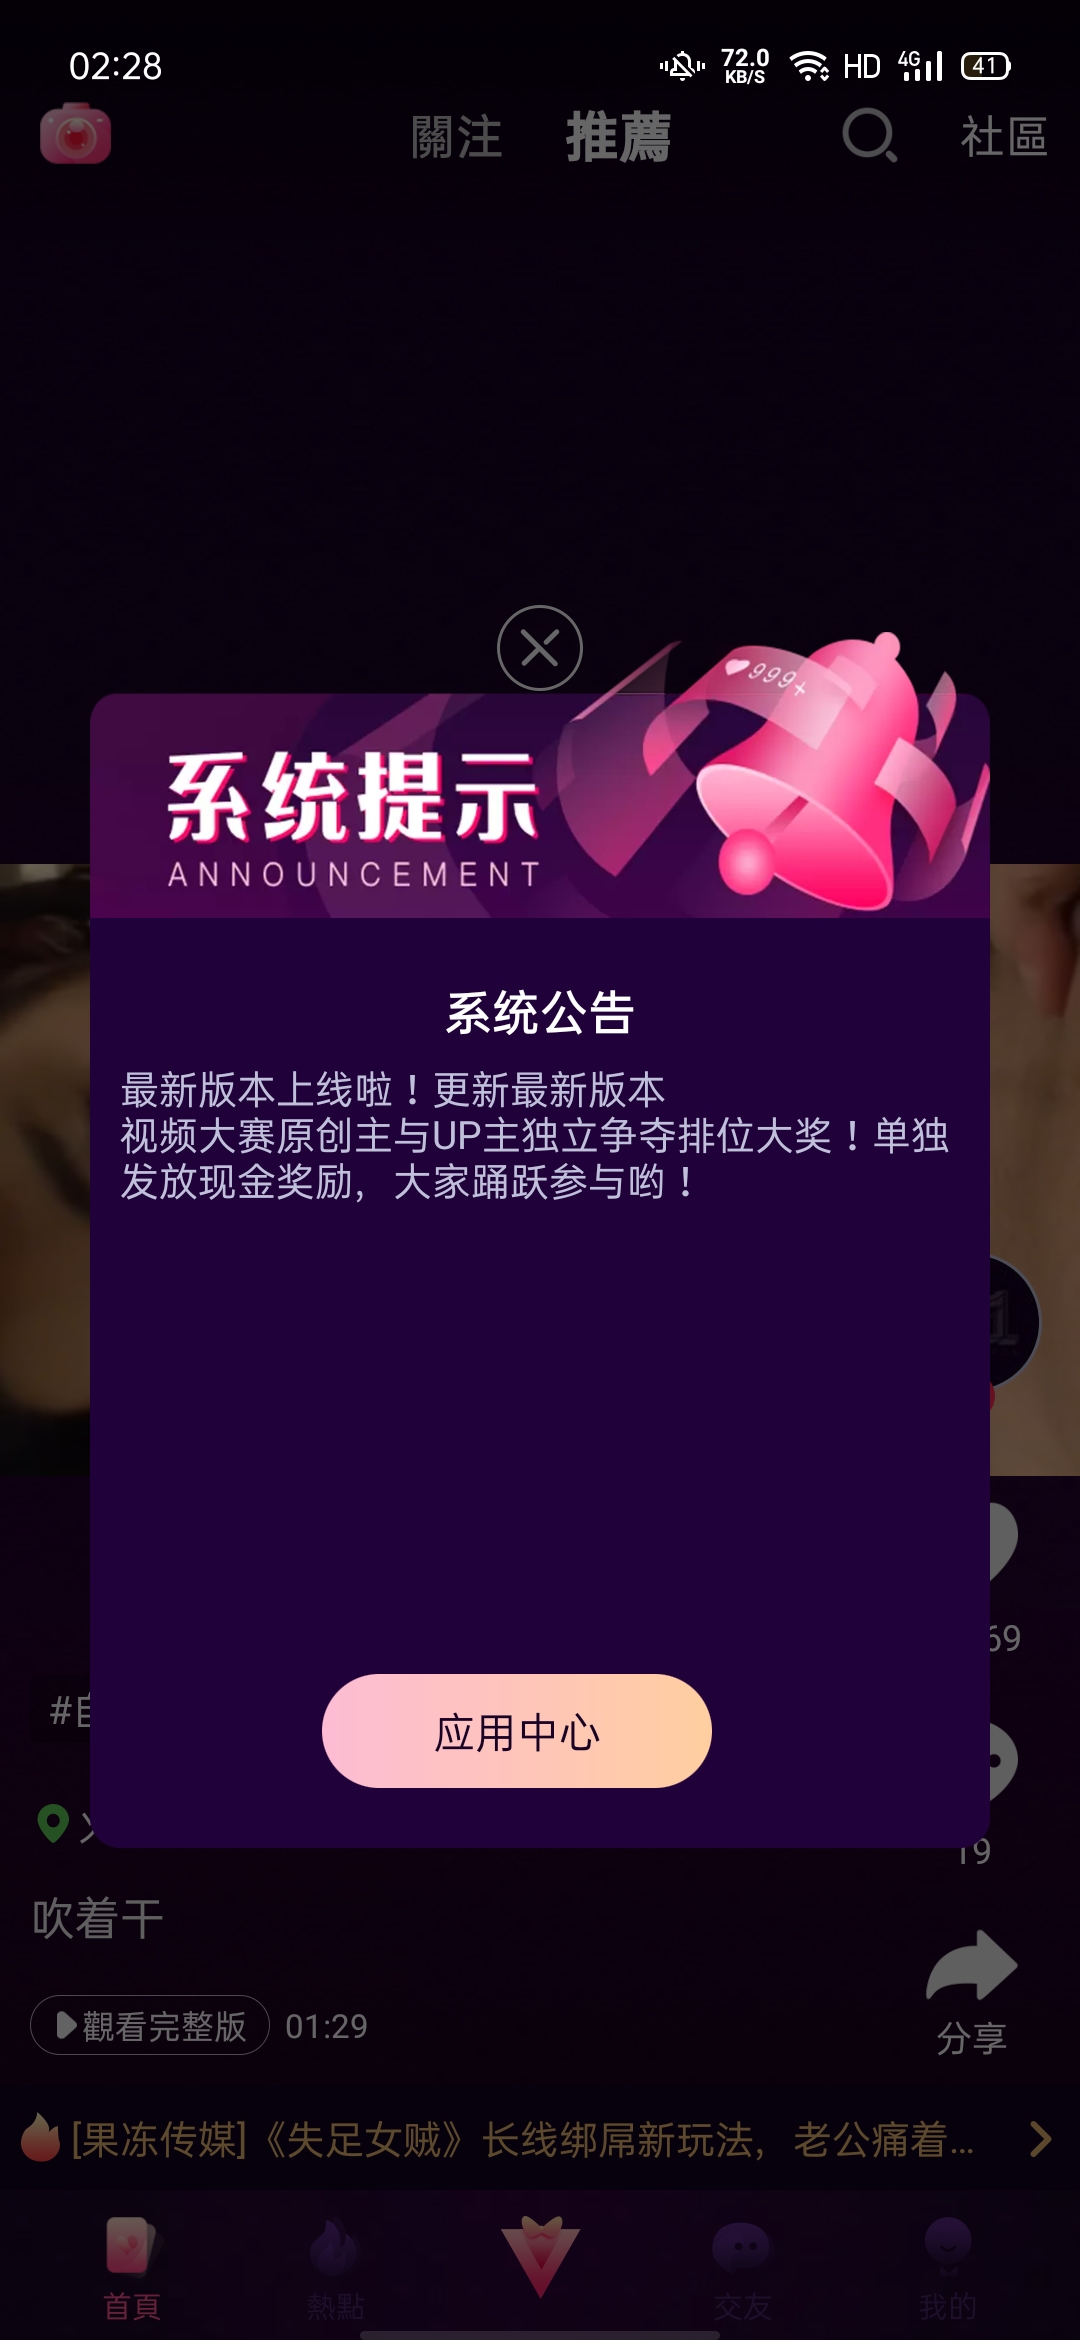 02:28
72.0
KB/S
HD
4G
41
關注
推薦
社區
999+
系统提示
ANNOUNCEMENT
系统公告
最新版本上线啦！更新最新版本
视频大赛原创主与UP主独立争夺排位大奖！单独
发放现金奖励，大家踊跃参与哟！
69
应用中心
19
吹着干
觀看完整版
01:29
分享
[果冻传媒]《失足女贼》长线绑屌新玩法，老公痛着...
首頁
熱點
交友
我的